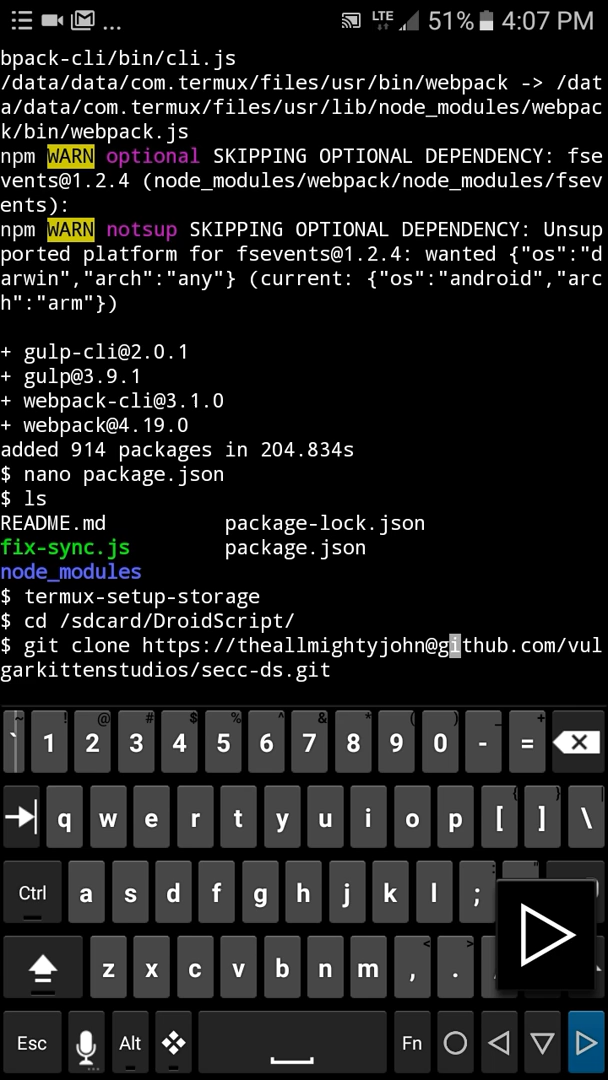 LTE 51% 4:07 PM
bpack-cli/bin/cli.js
/data/data/com.termux/files/usr/bin/webpack -> /dat
a/data/com.termux/files/usr/lib/node_modules/webpac
k/bin/webpack.js
npm WARN optional SKIPPING OPTIONAL DEPENDENCY: fse
vents@1.2.4 (node_modules/webpack/node_modules/fsev
ents):
npm WARN notsup SKIPPING OPTIONAL DEPENDENCY: Unsup
ported platform for fsevents@1.2.4: wanted {"os":"d
arwin","arch":"any"} (current: {"os":"android","arc
h":"arm"})
+ gulp-cli@2.0.1
+ gulp@3.9.1
+ webpack-cli@3.1.0
+ webpack@4.19.0
added 914 packages in 204.834s
$ nano package.json
$ ls
README.md package-lock.json
fix-sync.js package.json
node_modules
$ termux-setup-storage
$ cd /sdcard/DroidScript/
$ git clone https://theallmightyjohn@github.com/vul
garkittenstudios/secc-ds.git
~ ! @ # $ % ^ & * ( ) _ +
` 1 2 3 4 5 6 7 8 9 0 - =
{ } |
q w e r t y u i o p [ ] \
:
Ctrl a s d f g h j k l ;
< >
z x c v b n m , .
Esc Alt Fn